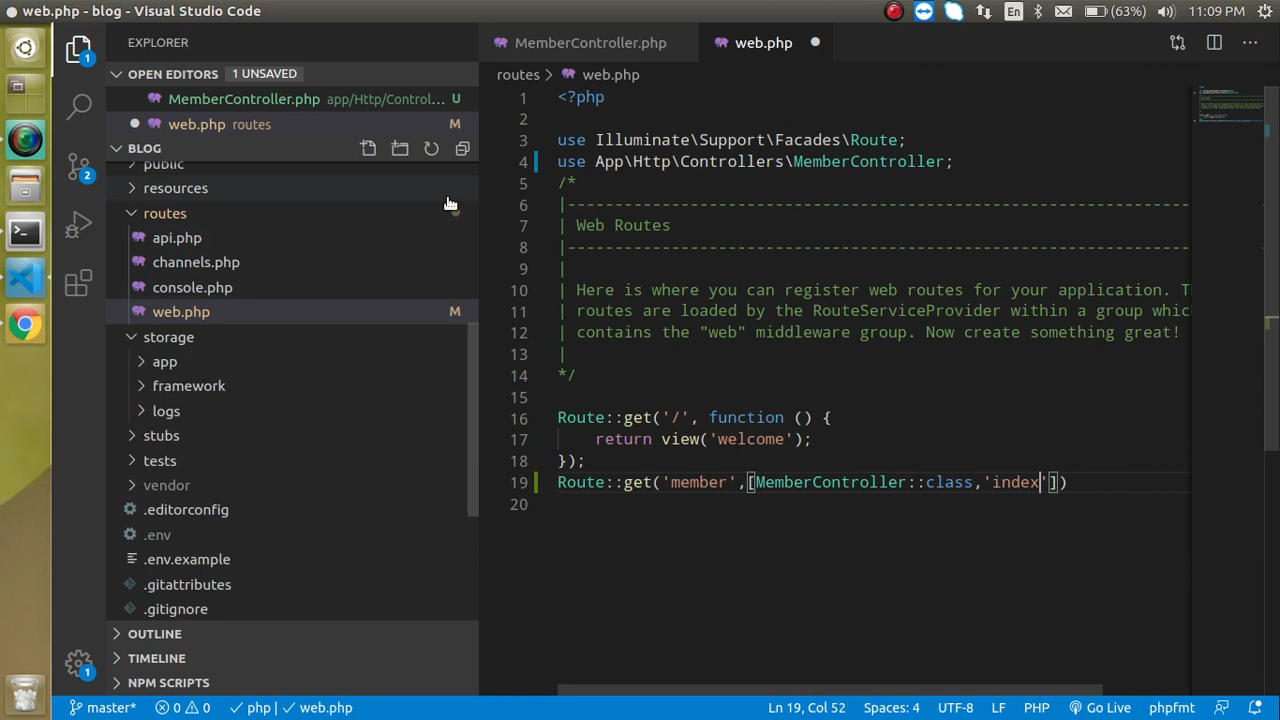 web.php - blog - Visual Studio Code
En
(63%)
11:09 PM
1
2
1
EXPLORER
OPEN EDITORS 1 UNSAVED
MemberController.php app/Http/Control... U
web.php routes M
BLOG
public
resources
routes
api.php
channels.php
console.php
web.php M
storage
app
framework
logs
stubs
tests
vendor
.editorconfig
.env
.env.example
.gitattributes
.gitignore
OUTLINE
TIMELINE
NPM SCRIPTS
MemberController.php
web.php
routes > web.php
1 <?php
2
3 use Illuminate\Support\Facades\Route;
4 use App\Http\Controllers\MemberController;
5 /*
6 |--------------------------------------------------------------------
7 | Web Routes
8 |--------------------------------------------------------------------
9 |
10 | Here is where you can register web routes for your application. T
11 | routes are loaded by the RouteServiceProvider within a group whic
12 | contains the "web" middleware group. Now create something great!
13 |
14 */
15
16 Route::get('/', function () {
17 return view('welcome');
18 });
19 Route::get('member',[MemberController::class,'index'])
20
master* 0 0 php | web.php Ln 19, Col 52 Spaces: 4 UTF-8 LF PHP Go Live phpfmt